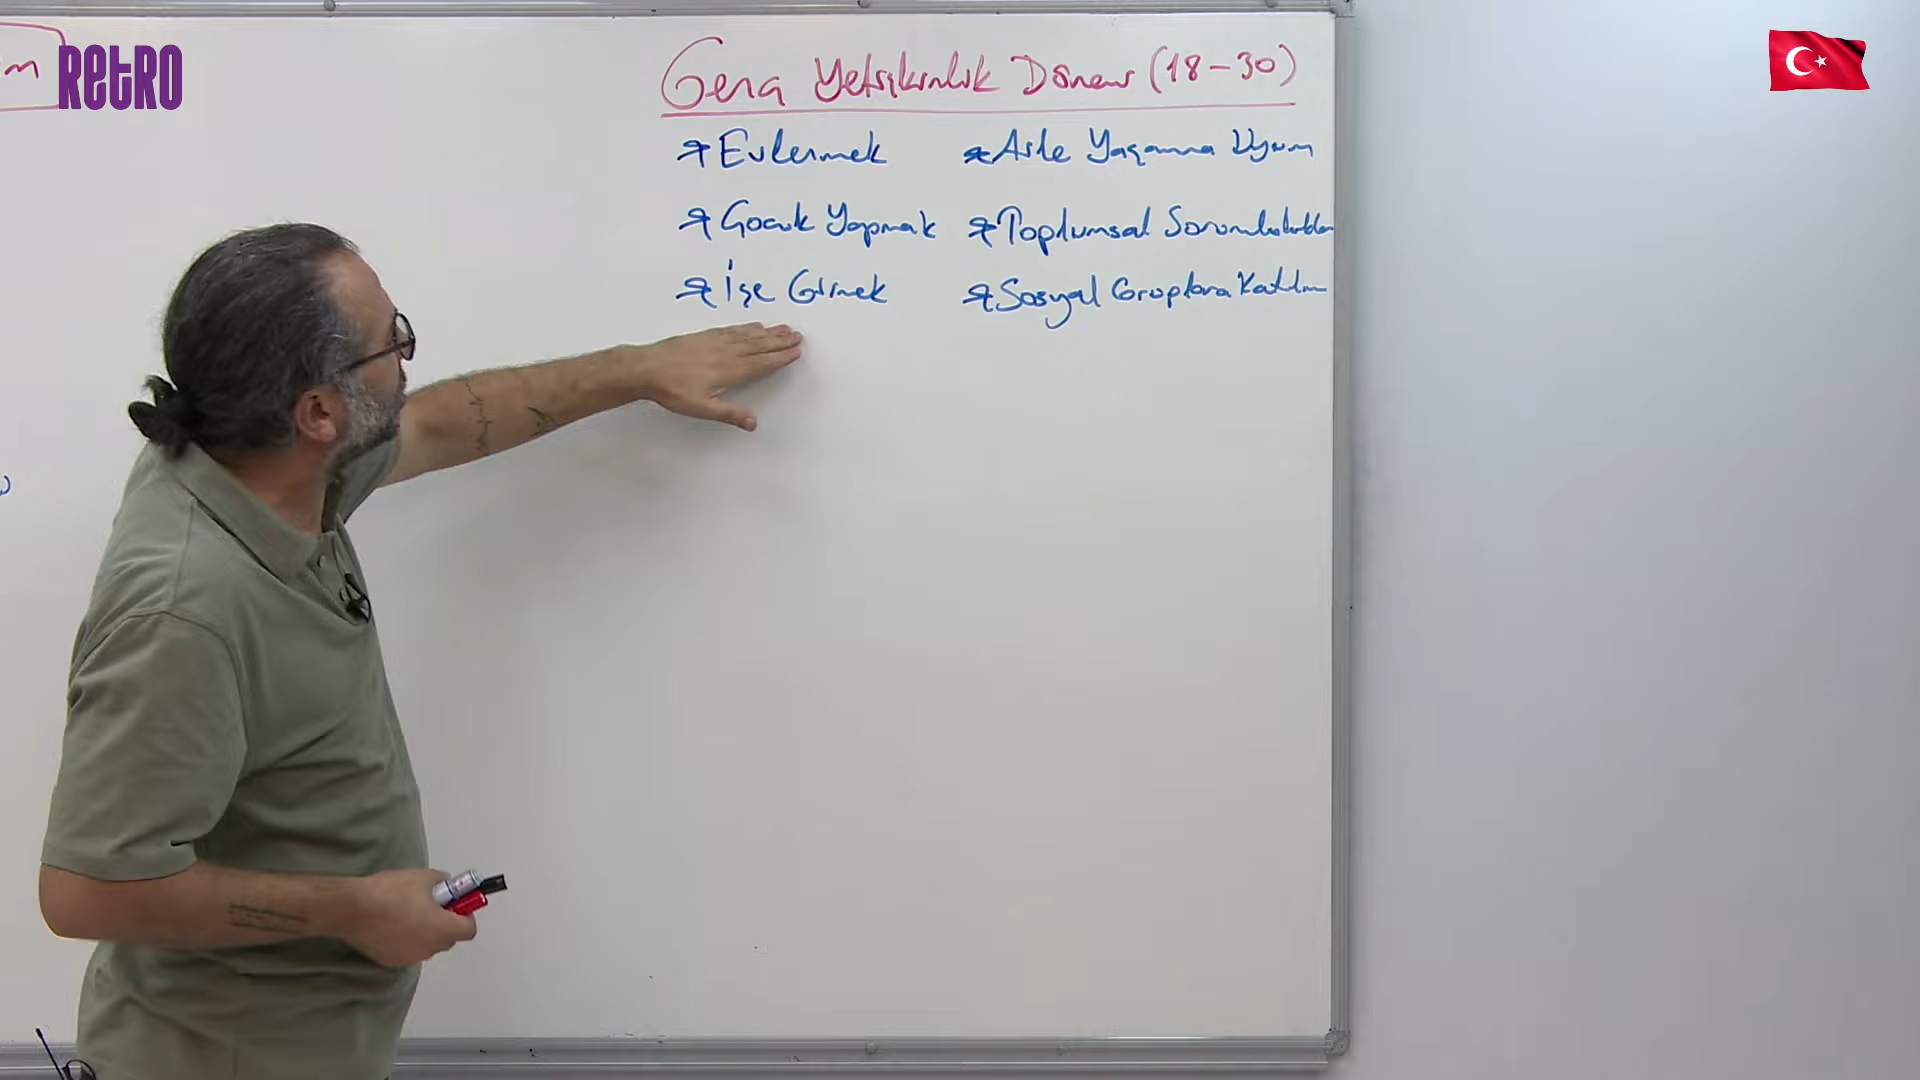 RETRO
Genç Yetişkinlik Dönemi (18-30)
* Evlenmek
* Aile Yaşamına Uyum
* Çocuk Yapmak
* Toplumsal Sorumluluklar
* İşe Girmek
* Sosyal Gruplara Katılım